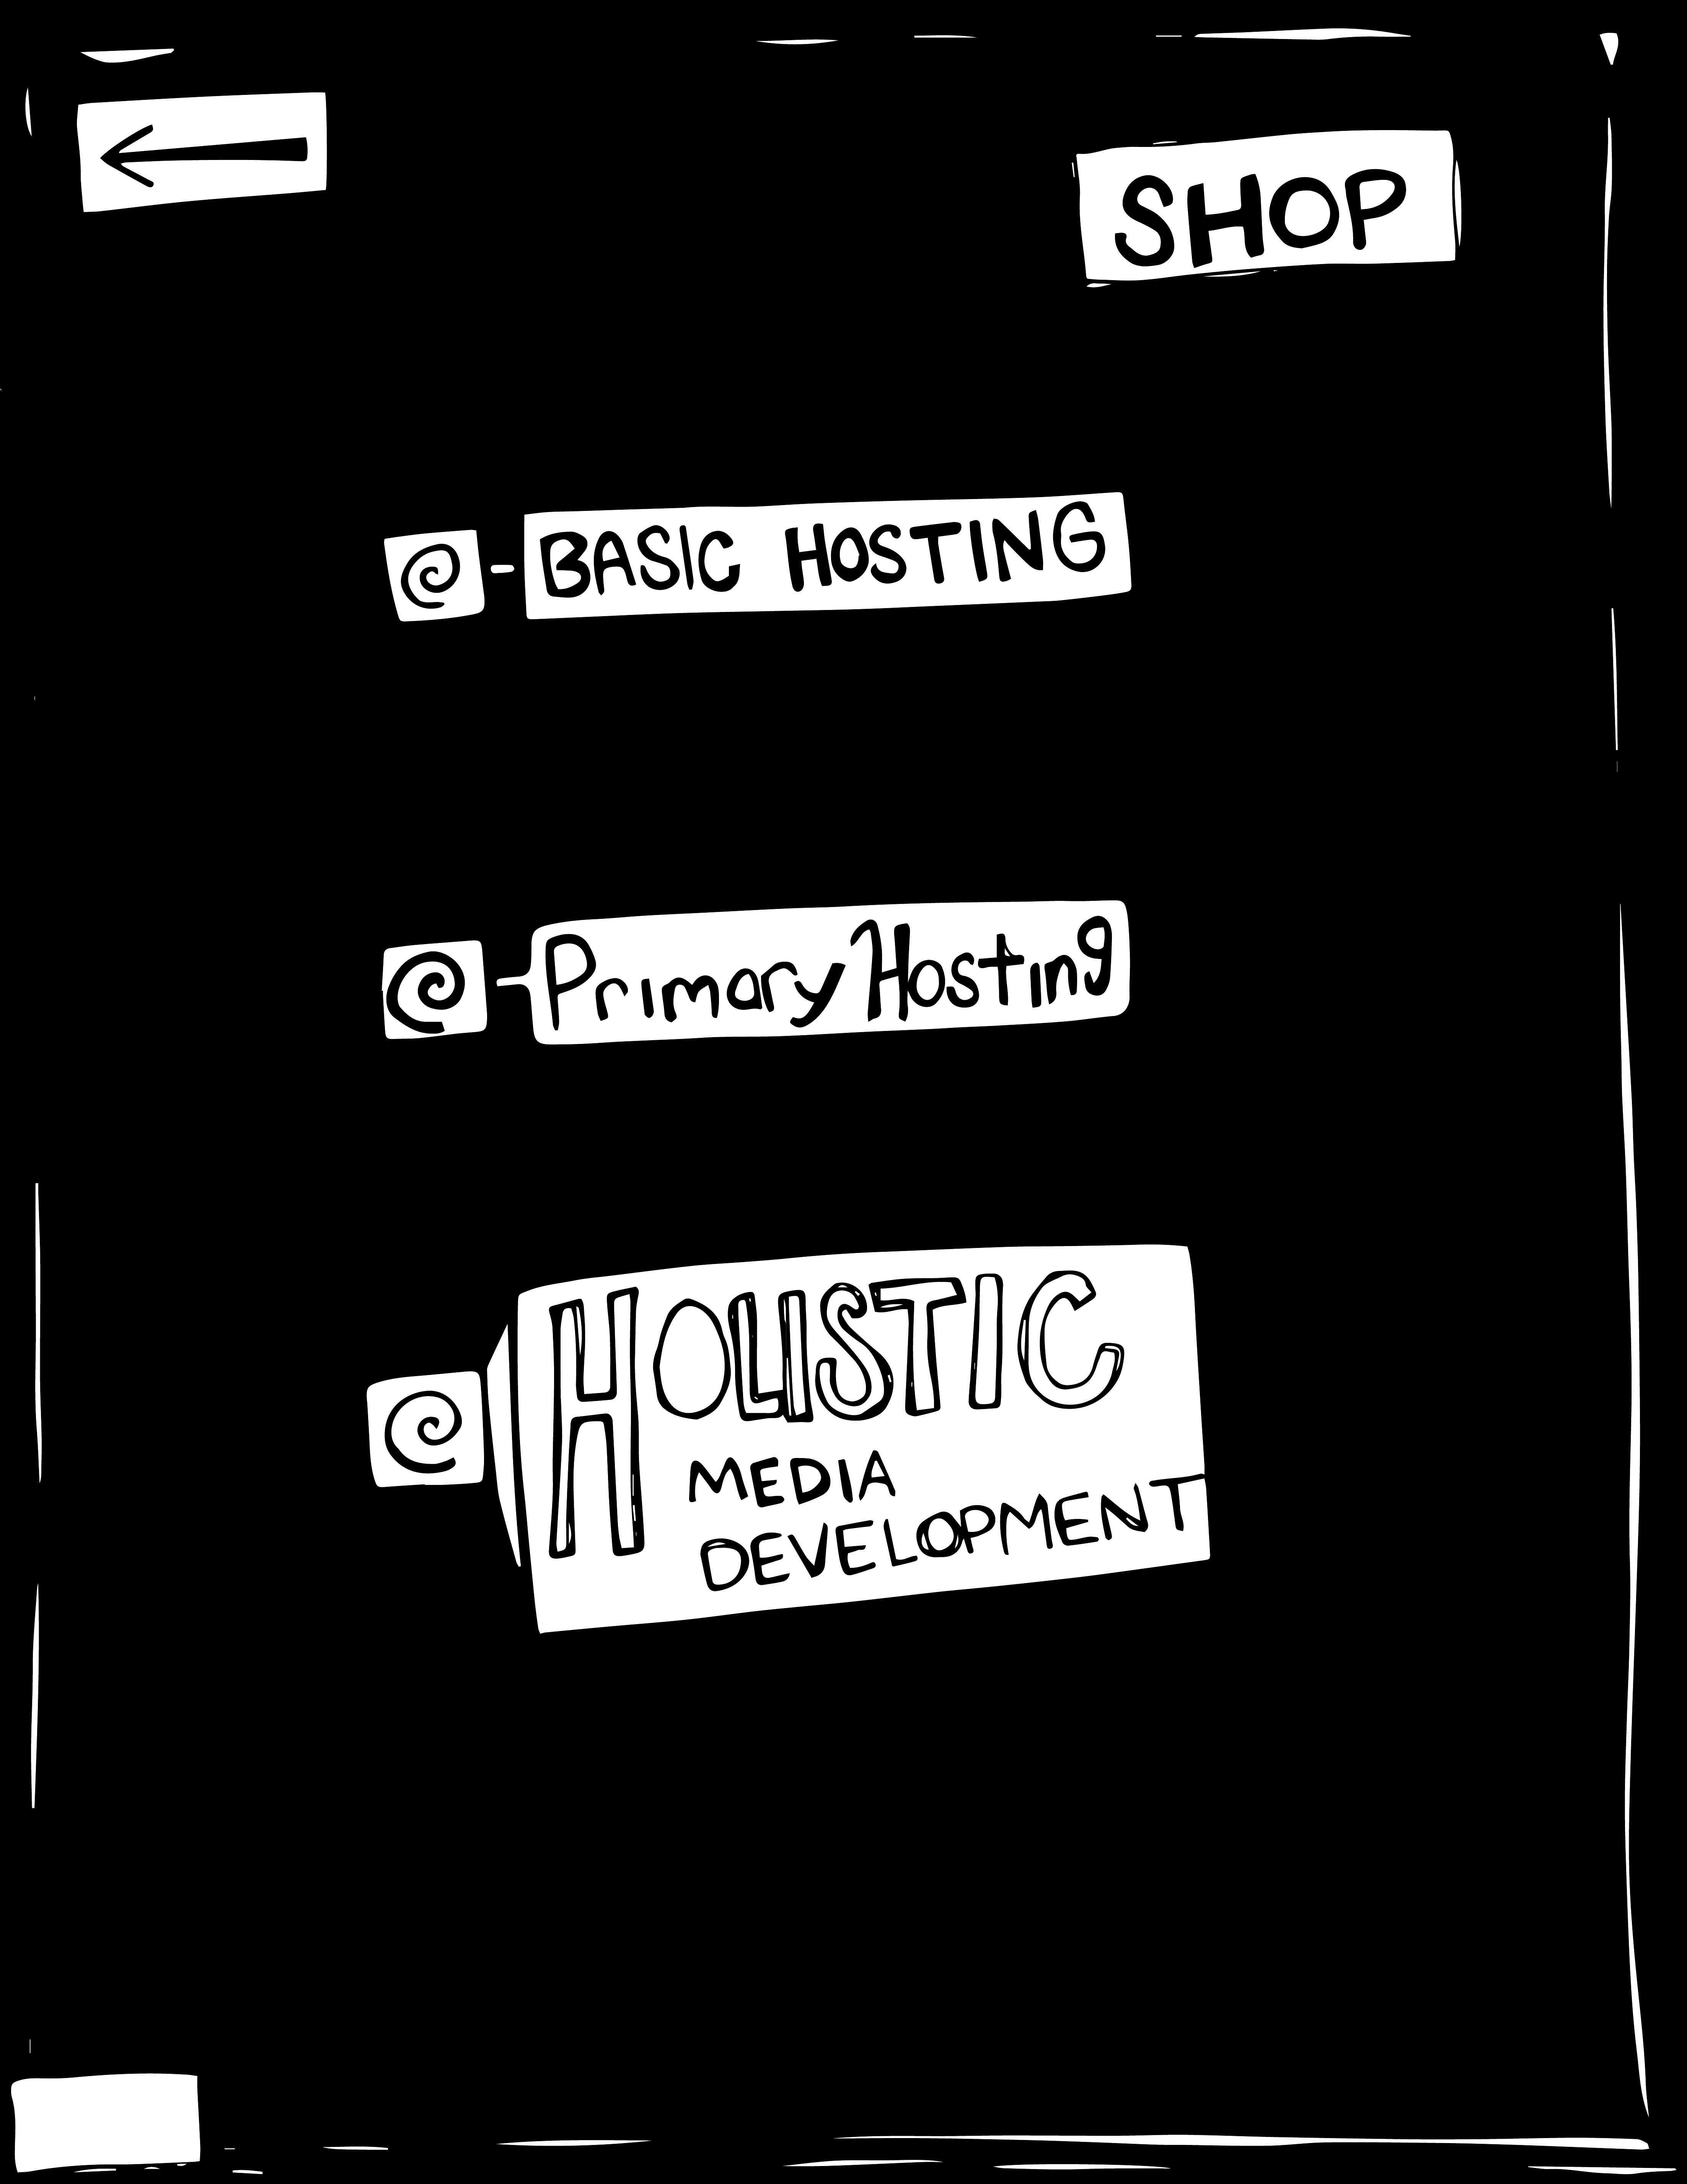 SHOP
@-BASIC HOSTING
@-Primary Hosting
@ HOLISTIC
MEDIA
DEVELOPMENT